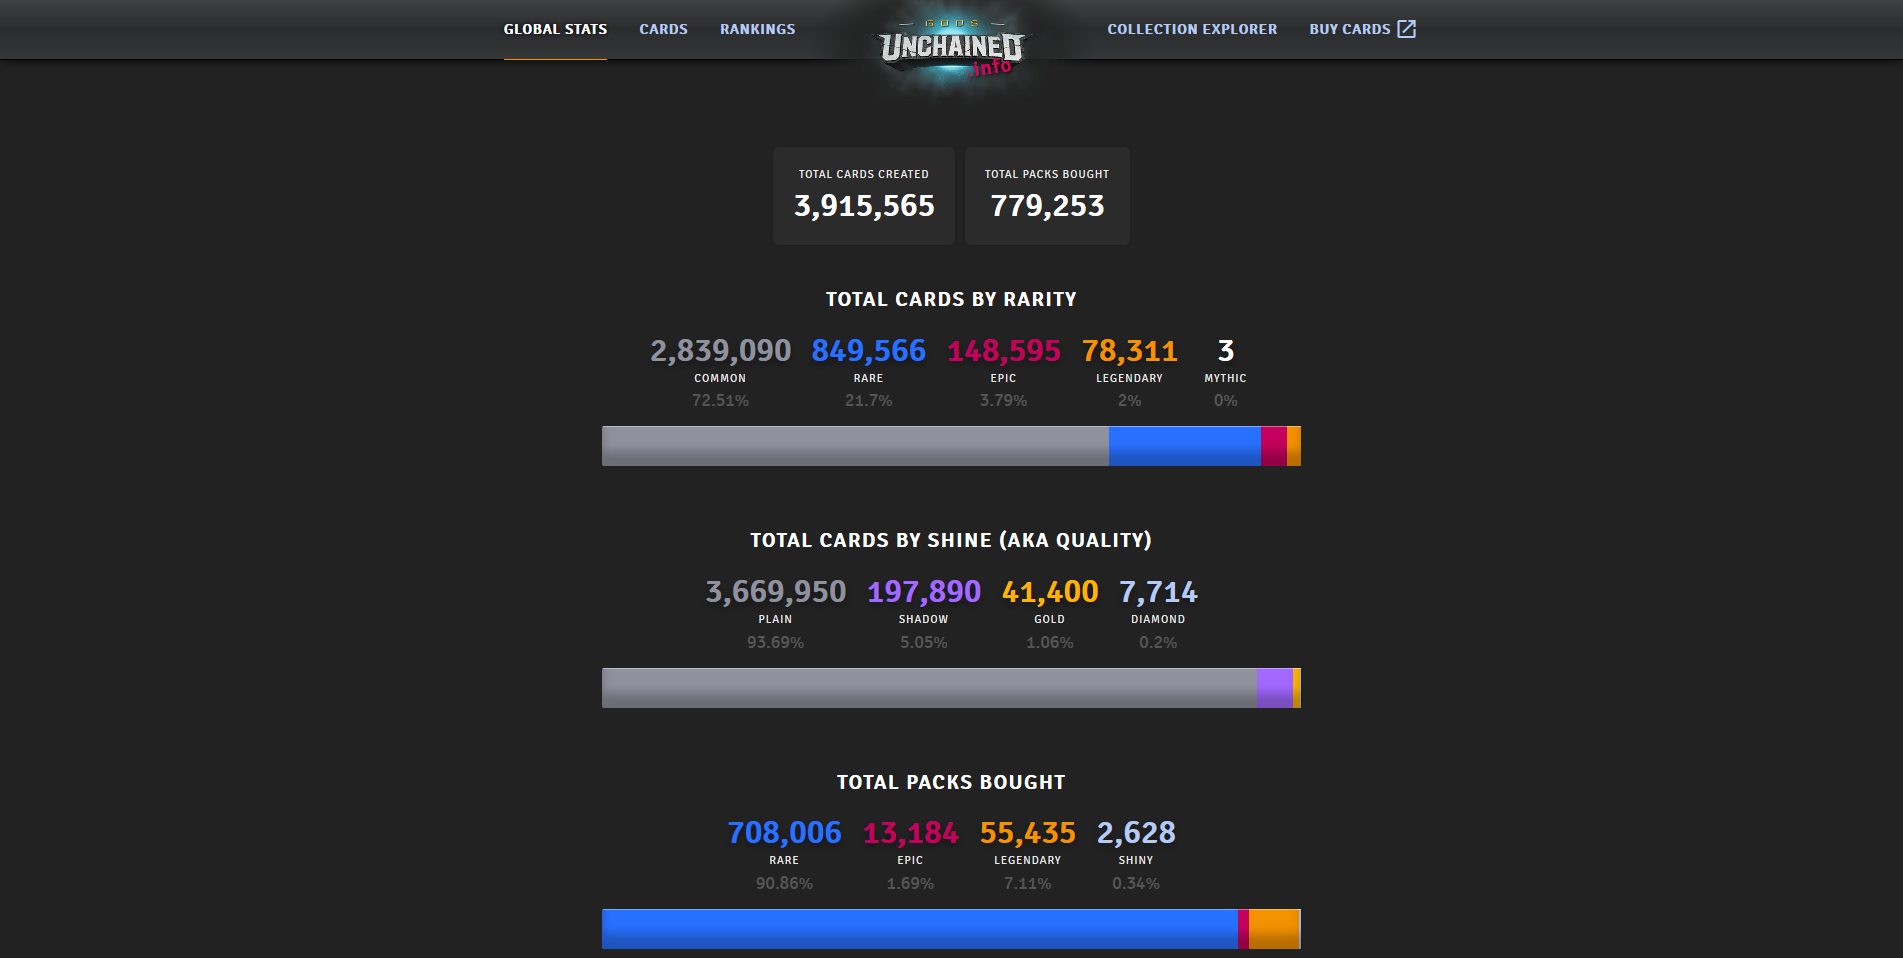 GLOBAL STATS CARDS RANKINGS GODS UNCHAINED .info COLLECTION EXPLORER BUY CARDS
TOTAL CARDS CREATED TOTAL PACKS BOUGHT
3,915,565 779,253
TOTAL CARDS BY RARITY
2,839,090 849,566 148,595 78,311 3
COMMON RARE EPIC LEGENDARY MYTHIC
72.51% 21.7% 3.79% 2% 0%
TOTAL CARDS BY SHINE (AKA QUALITY)
3,669,950 197,890 41,400 7,714
PLAIN SHADOW GOLD DIAMOND
93.69% 5.05% 1.06% 0.2%
TOTAL PACKS BOUGHT
708,006 13,184 55,435 2,628
RARE EPIC LEGENDARY SHINY
90.86% 1.69% 7.11% 0.34%